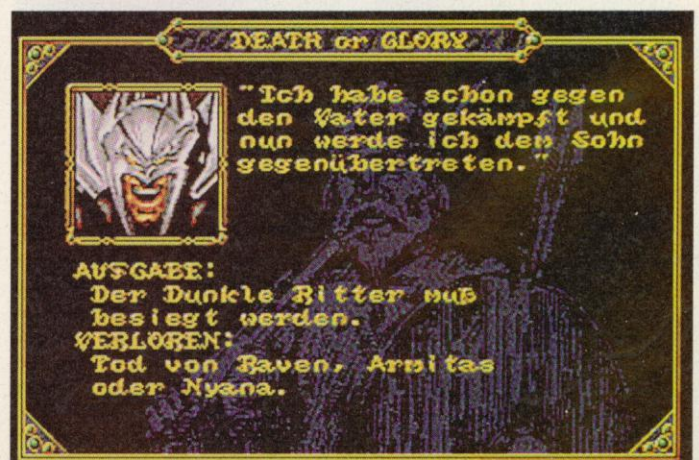 DEATH or GLORY
"Ich habe schon gegen
den Vater gekämpft und
nun werde ich dem Sohn
gegenübertreten."
AUFGABE:
Der Dunkle Ritter muß
besiegt werden.
VERLOREN:
Tod von Raven, Armitas
oder Nyana.